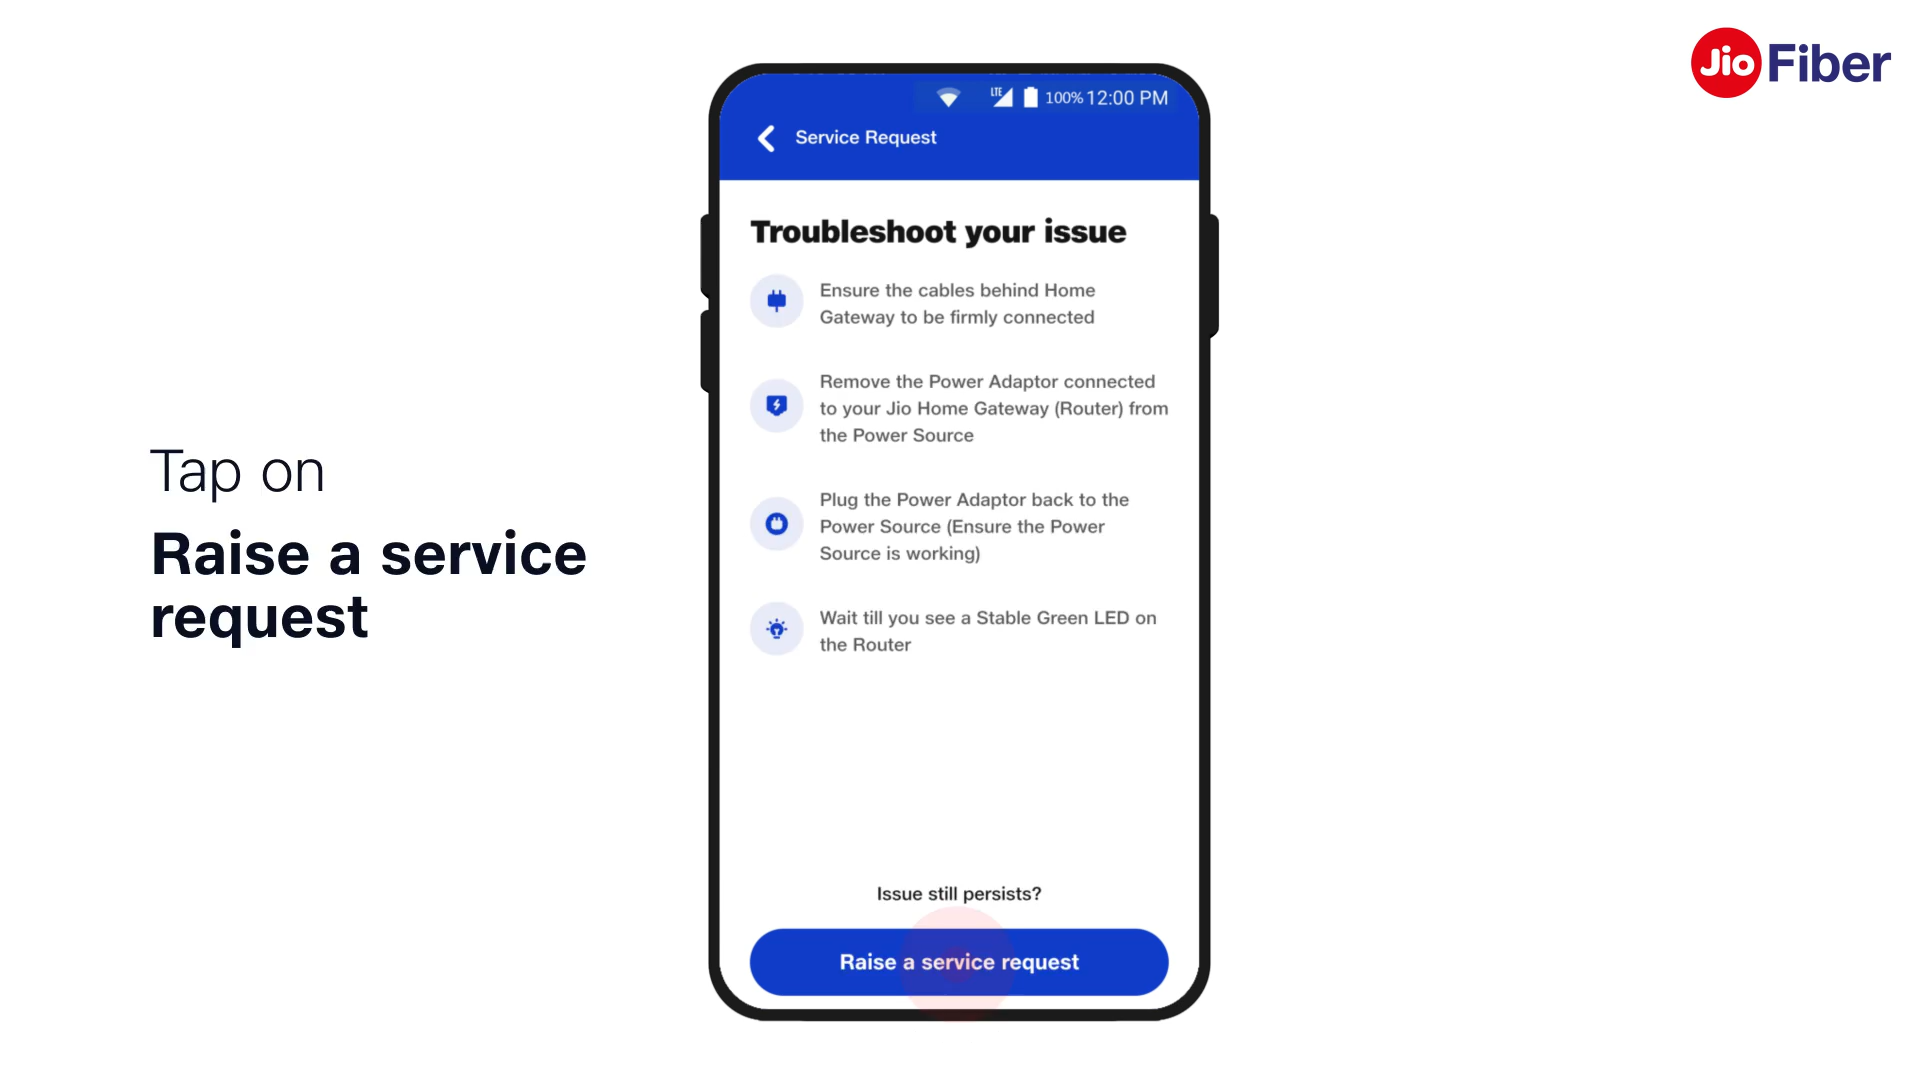 Jio Fiber
LTE 100% 12:00 PM
Service Request
Troubleshoot your issue
Ensure the cables behind Home
Gateway to be firmly connected
Remove the Power Adaptor connected
to your Jio Home Gateway (Router) from
the Power Source
Plug the Power Adaptor back to the
Power Source (Ensure the Power
Source is working)
Wait till you see a Stable Green LED on
the Router
Issue still persists?
Raise a service request
Tap on
Raise a service
request